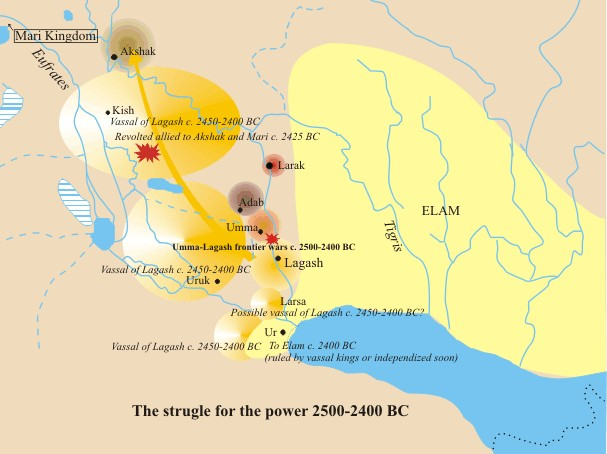 Mari Kingdom
Akshak
Eufrates
Kish
Vassal of Lagash c. 2450-2400 BC
Revolted allied to Akshak and Mari c. 2425 BC
Larak
Adab
ELAM
Umma
Tigris
Umma-Lagash frontier wars c. 2500-2400 BC
Lagash
Vassal of Lagash c. 2450-2400 BC
Uruk
Larsa
Possible vassal of Lagash c. 2450-2400 BC?
Ur
Vassal of Lagash c. 2450-2400 BC
To Elam c. 2400 BC
(ruled by vassal kings or independized soon)
The strugle for the power 2500-2400 BC